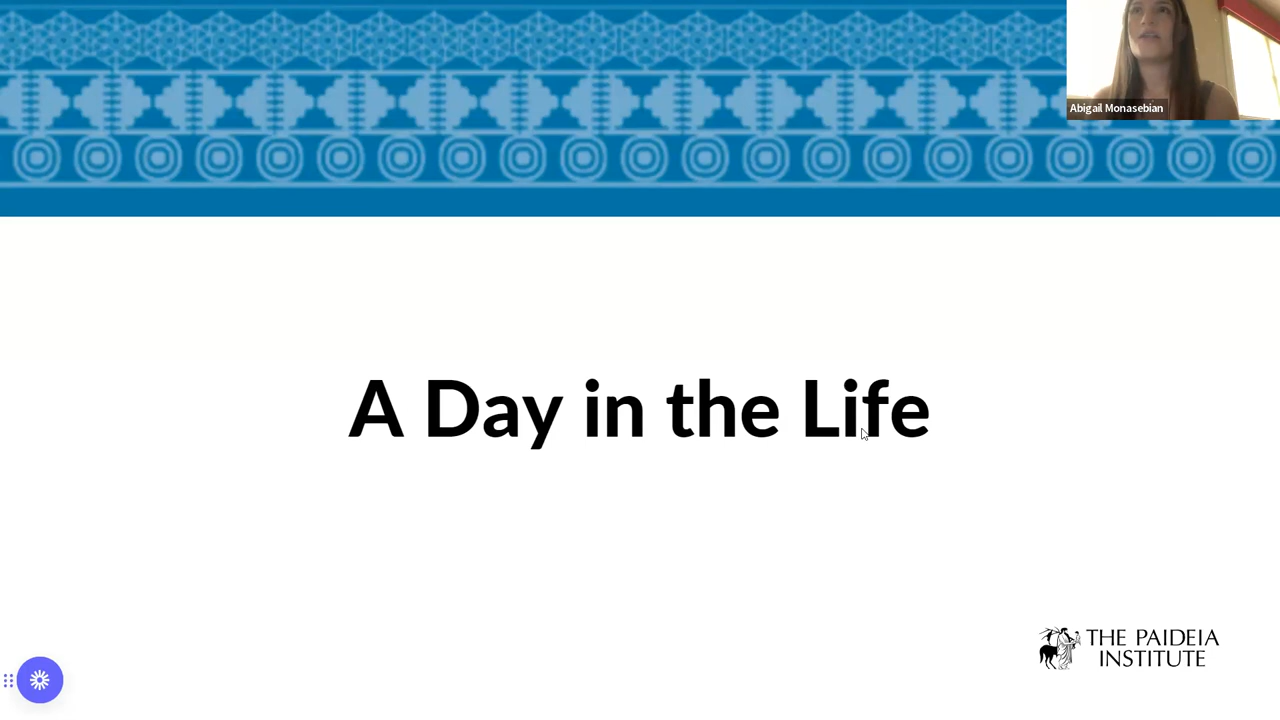 Abigail Monasebian
A Day in the Life
THE PAIDEIA
INSTITUTE